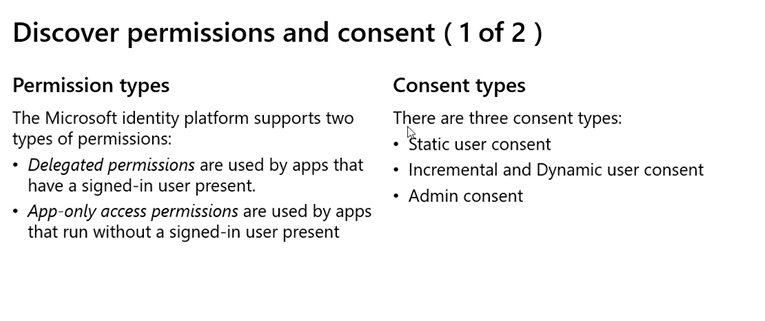 Discover permissions and consent ( 1 of 2 )
Permission types
The Microsoft identity platform supports two
types of permissions:
• Delegated permissions are used by apps that
have a signed-in user present.
• App-only access permissions are used by apps
that run without a signed-in user present
Consent types
There are three consent types:
• Static user consent
• Incremental and Dynamic user consent
• Admin consent